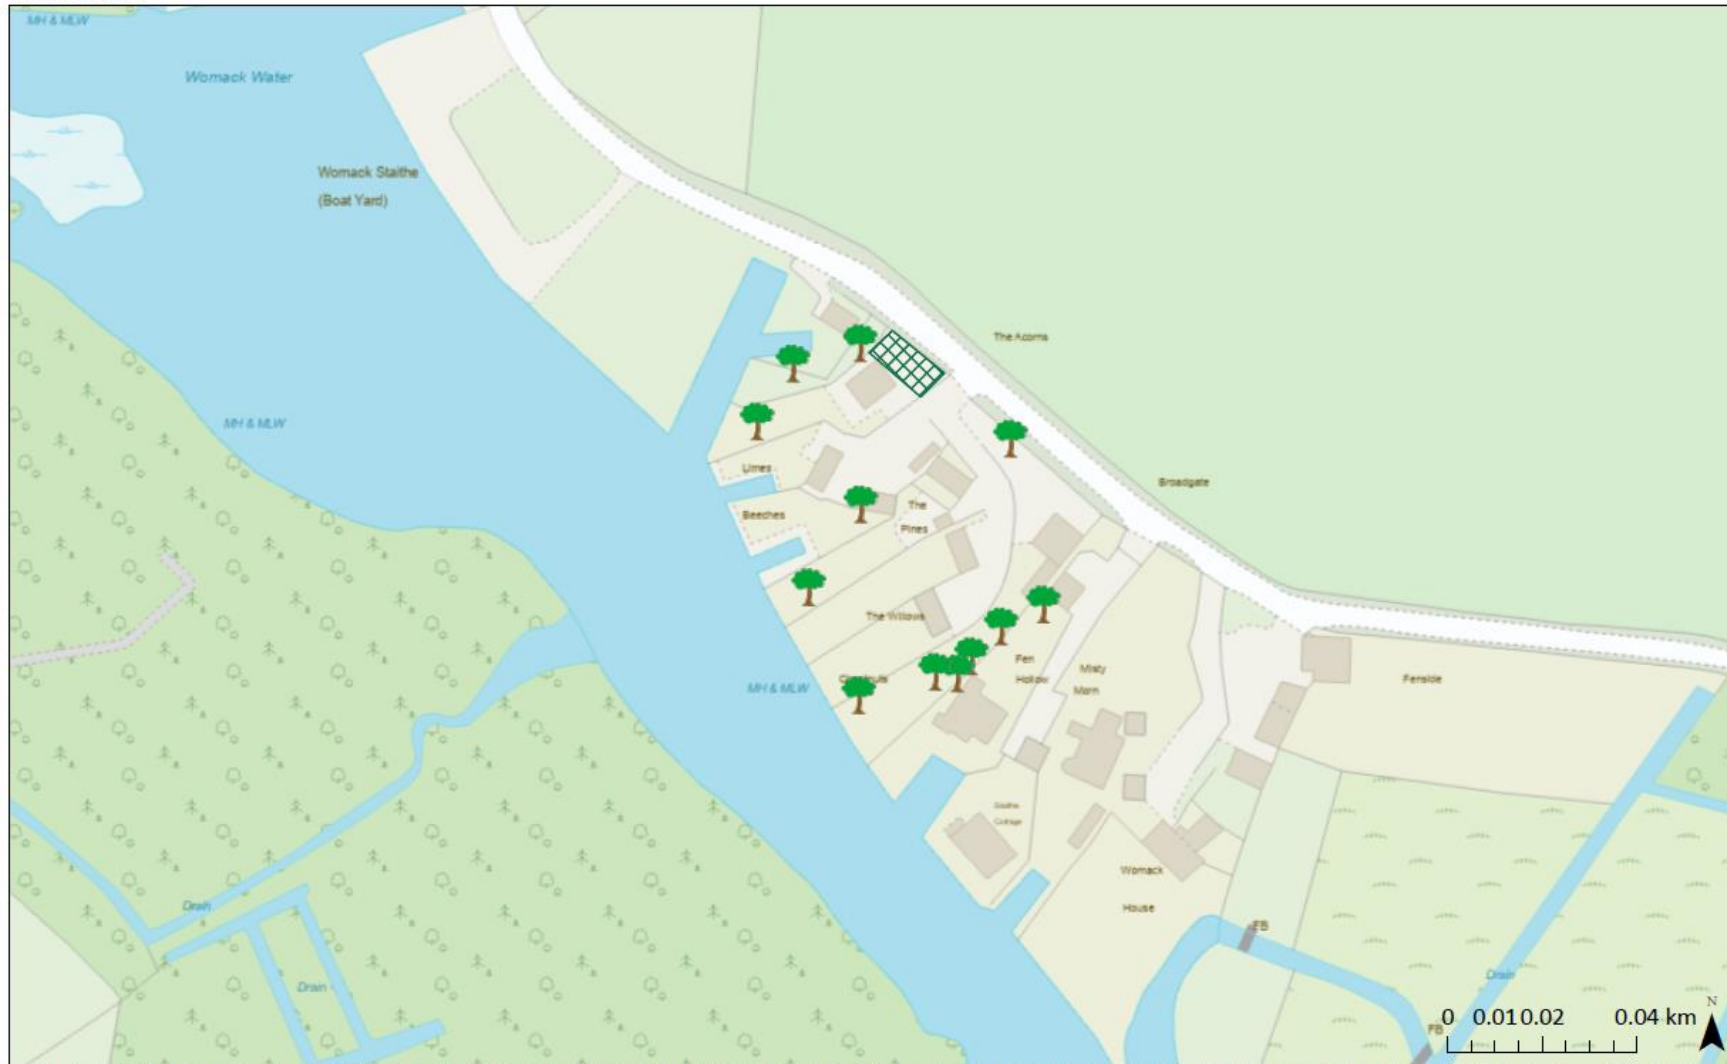 MH & MLW
Womack Water
Womack Staithe
(Boat Yard)
The Acorns
MH & MLW
Limes
Broadgate
Beeches
The
Pines
The Willows
Fen
Hollow
Misty
Morn
Fenside
Chestnuts
MH & MLW
Staithe
Cottage
Womack
House
Drain
FB
Drain
Drain
FB
0 0.01 0.02 0.04 km
N